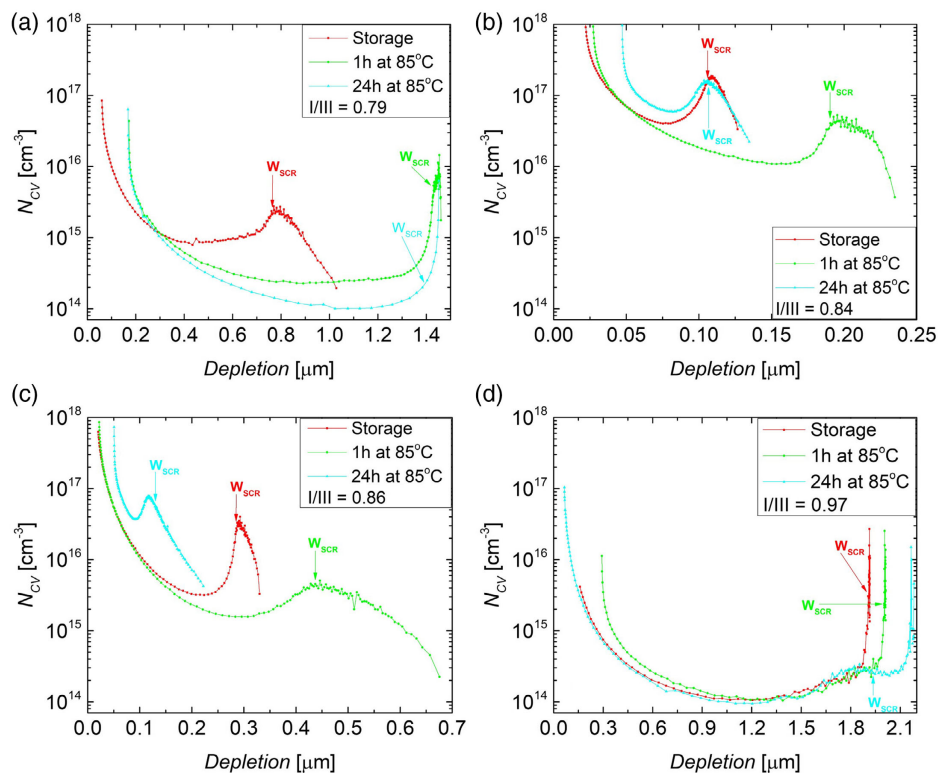 (a)
10^18
10^17
10^16
10^15
10^14
N_CV [cm^-3]
Storage
1h at 85°C
24h at 85°C
I/III = 0.79
W_SCR
W_SCR
W_SCR
0.0 0.2 0.4 0.6 0.8 1.0 1.2 1.4
Depletion [μm]
(b)
10^18
10^17
10^16
10^15
10^14
N_CV [cm^-3]
W_SCR
W_SCR
W_SCR
Storage
1h at 85°C
24h at 85°C
I/III = 0.84
0.00 0.05 0.10 0.15 0.20 0.25
Depletion [μm]
(c)
10^18
10^17
10^16
10^15
10^14
N_CV [cm^-3]
Storage
1h at 85°C
24h at 85°C
I/III = 0.86
W_SCR
W_SCR
W_SCR
0.0 0.1 0.2 0.3 0.4 0.5 0.6 0.7
Depletion [μm]
(d)
10^18
10^17
10^16
10^15
10^14
N_CV [cm^-3]
Storage
1h at 85°C
24h at 85°C
I/III = 0.97
W_SCR
W_SCR
W_SCR
0.0 0.3 0.6 0.9 1.2 1.5 1.8 2.1
Depletion [μm]